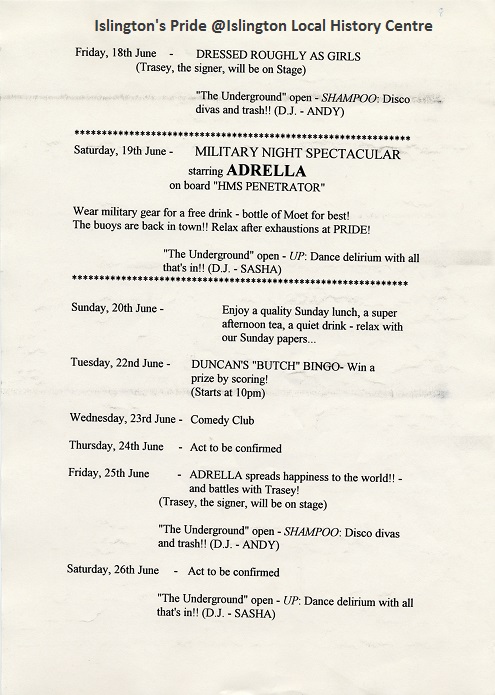 Islington's Pride @Islington Local History Centre
Friday, 18th June - DRESSED ROUGHLY AS GIRLS
(Trasey, the signer, will be on Stage)
"The Underground" open - SHAMPOO: Disco
divas and trash!! (D.J. - ANDY)
************************************************************
Saturday, 19th June - MILITARY NIGHT SPECTACULAR
starring ADRELLA
on board "HMS PENETRATOR"
Wear military gear for a free drink - bottle of Moet for best!
The buoys are back in town!! Relax after exhaustions at PRIDE!
"The Underground" open - UP: Dance delirium with all
that's in!! (D.J. - SASHA)
************************************************************
Sunday, 20th June - Enjoy a quality Sunday lunch, a super
afternoon tea, a quiet drink - relax with
our Sunday papers...
Tuesday, 22nd June - DUNCAN'S "BUTCH" BINGO- Win a
prize by scoring!
(Starts at 10pm)
Wednesday, 23rd June - Comedy Club
Thursday, 24th June - Act to be confirmed
Friday, 25th June - ADRELLA spreads happiness to the world!! -
and battles with Trasey!
(Trasey, the signer, will be on stage)
"The Underground" open - SHAMPOO: Disco divas
and trash!! (D.J. - ANDY)
Saturday, 26th June - Act to be confirmed
"The Underground" open - UP: Dance delirium with all
that's in!! (D.J. - SASHA)